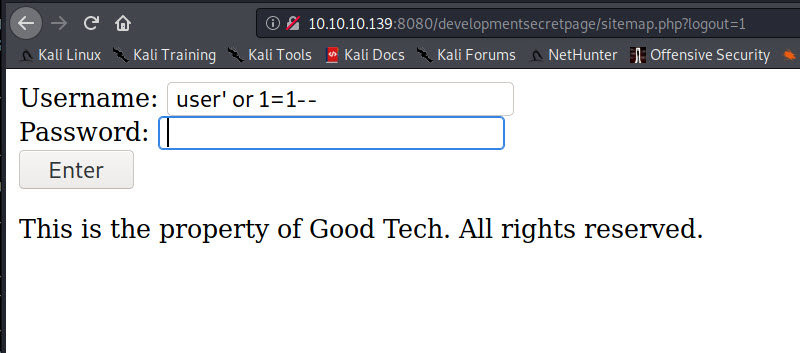 10.10.10.139:8080/developmentsecretpage/sitemap.php?logout=1
Kali Linux Kali Training Kali Tools Kali Docs Kali Forums NetHunter Offensive Security
Username: user' or 1=1--
Password:
Enter
This is the property of Good Tech. All rights reserved.